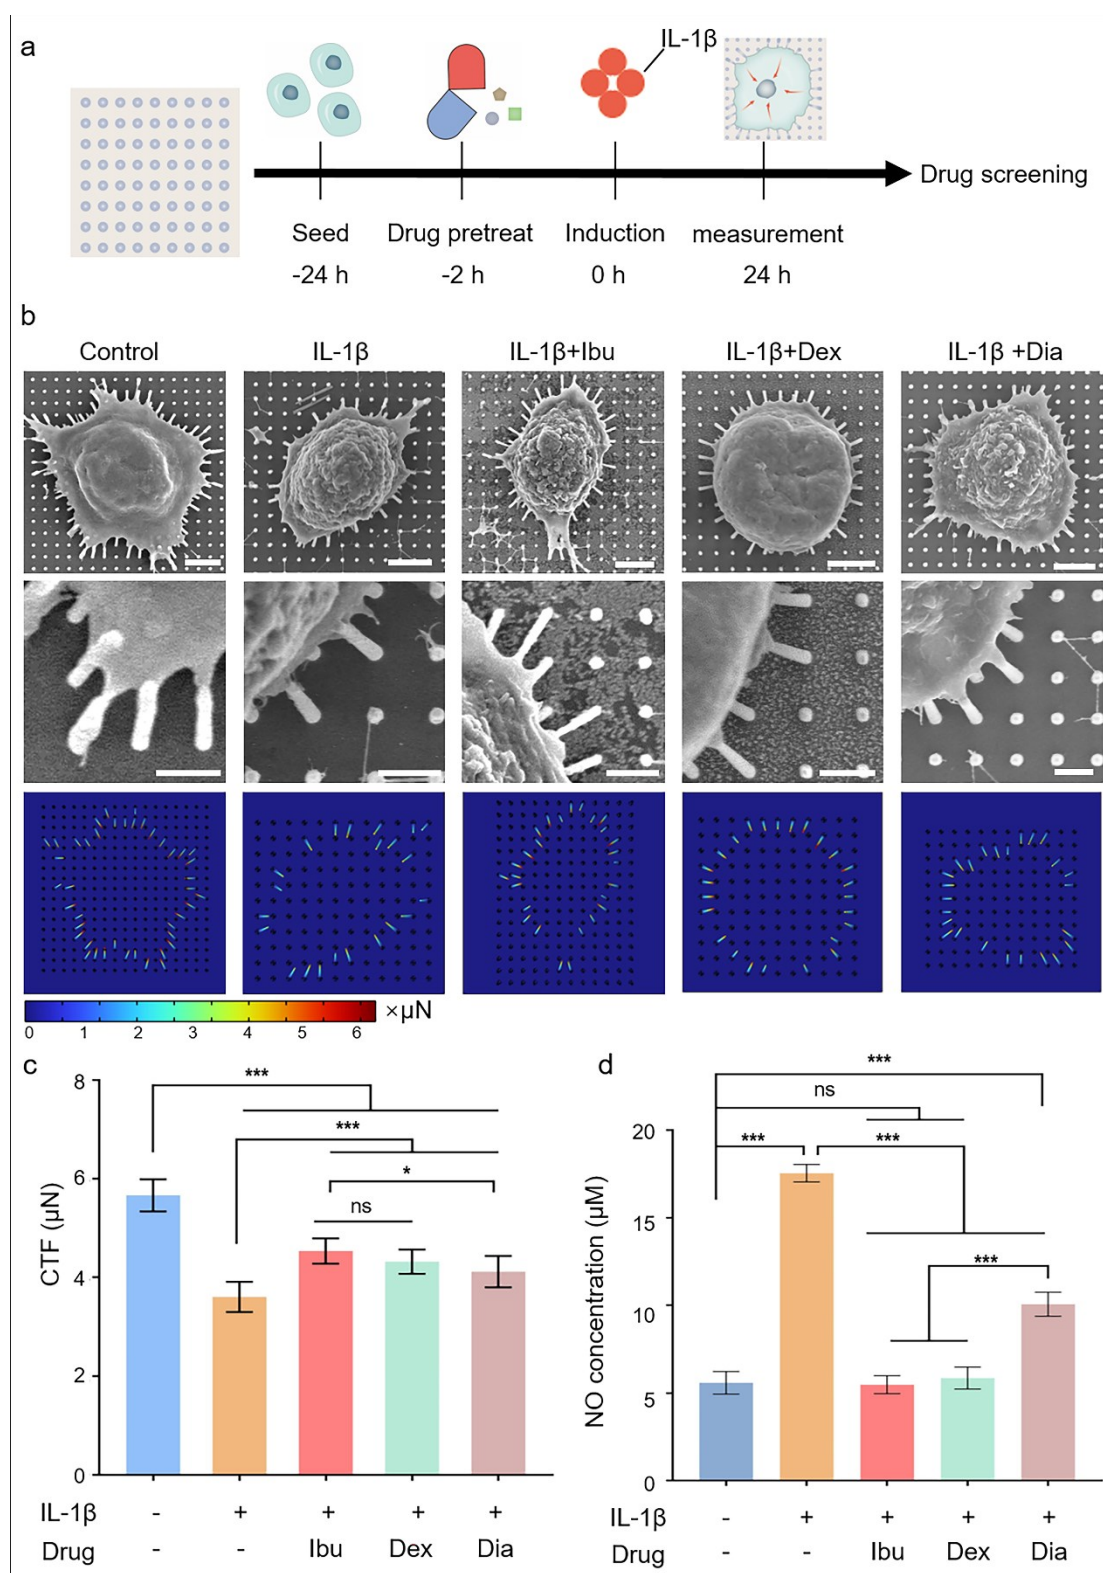 a
IL-1β
Drug screening
Seed Drug pretreat Induction measurement
-24 h -2 h 0 h 24 h
b
Control IL-1β IL-1β+Ibu IL-1β+Dex IL-1β +Dia
×μN
0 1 2 3 4 5 6
c
***
***
*
ns
8
6
4
2
0
CTF (μN)
IL-1β - + + + +
Drug - - Ibu Dex Dia
d
***
ns
*** ***
***
20
15
10
5
0
NO concentration (μM)
IL-1β - + + + +
Drug - - Ibu Dex Dia